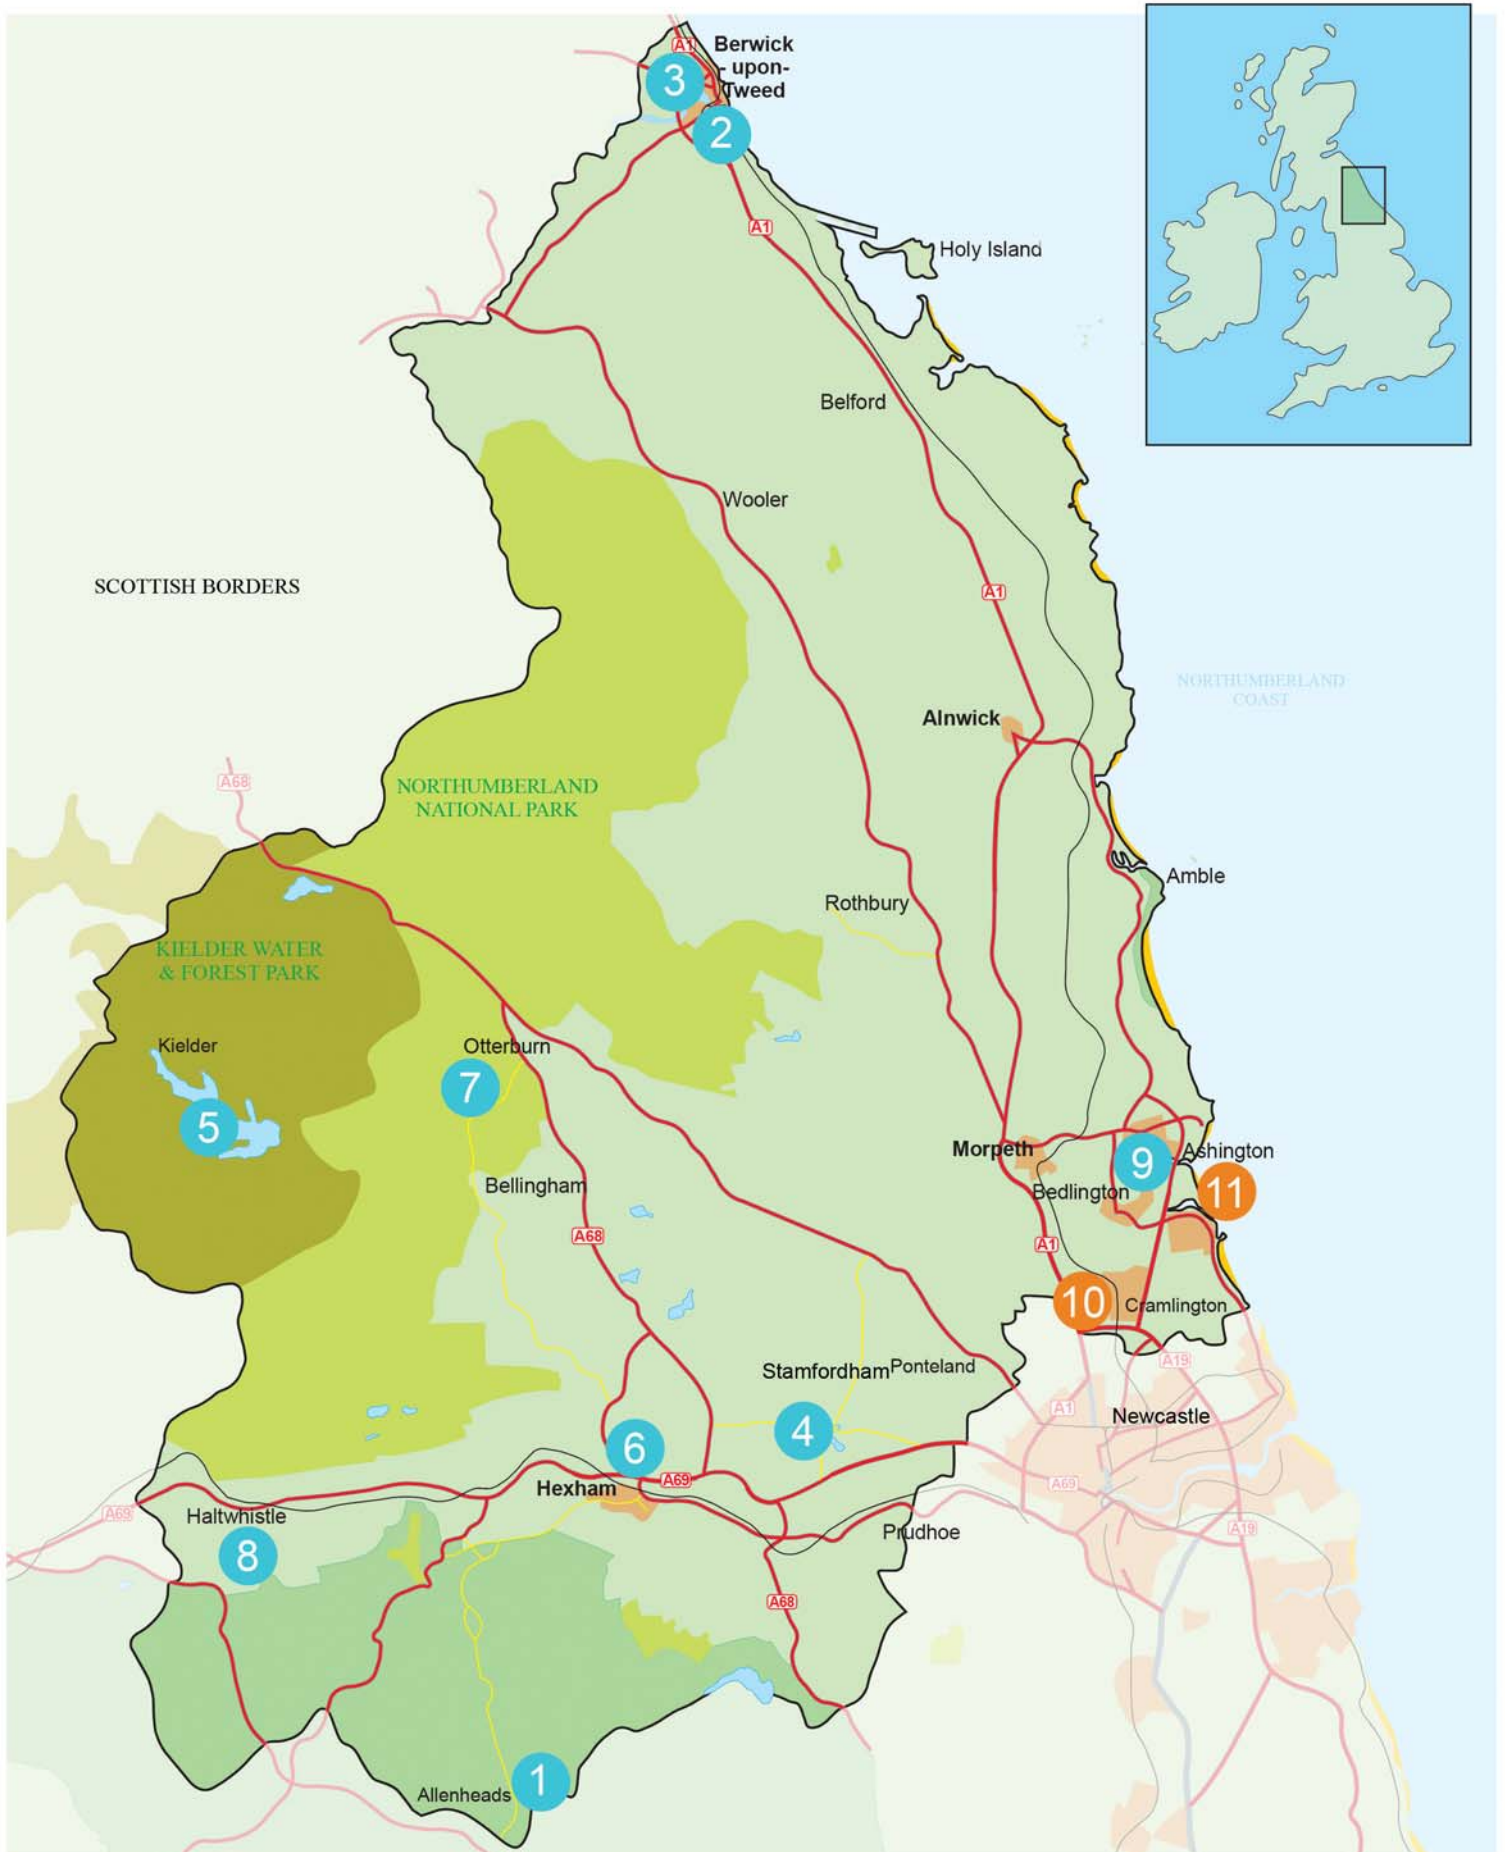 A1
Berwick
- upon-
Tweed
3
2
A1
Holy Island
Belford
Wooler
SCOTTISH BORDERS
A1
NORTHUMBERLAND
COAST
Alnwick
A68
NORTHUMBERLAND
NATIONAL PARK
Amble
Rothbury
KIELDER WATER
& FOREST PARK
Kielder
Otterburn
7
5
Morpeth
9
Ashington
Bellingham
Bedlington
11
A68
A1
10
Cramlington
A19
Stamfordham
Ponteland
A1
Newcastle
4
6
A69
A69
Hexham
A69
Haltwhistle
Prudhoe
A19
8
A68
1
Allenheads